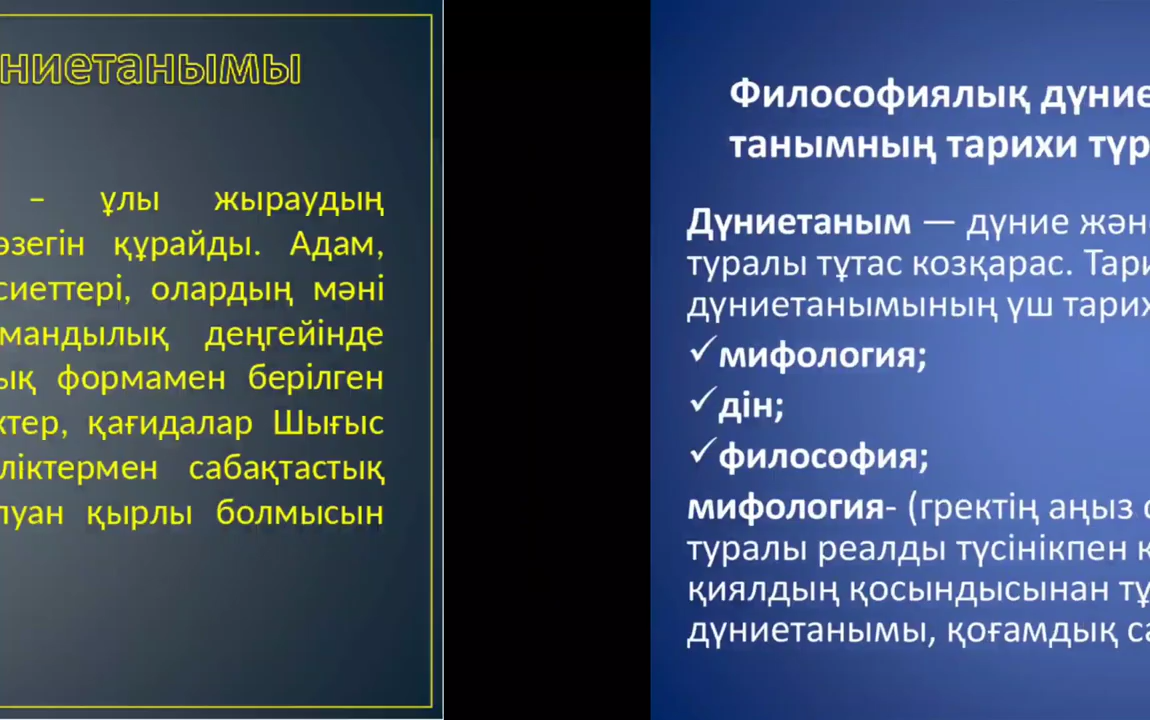 ниетанымы
– ұлы жыраудың
өзегін құрайды. Адам,
сиеттері, олардың мәні
мандылық деңгейінде
ық формамен берілген
ктер, қағидалар Шығыс
ліктермен сабақтастық
луан қырлы болмысын
Философиялық дүние
танымның тарихи түр
Дүниетаным — дүние жән
туралы тұтас козқарас. Тари
дүниетанымының үш тарих
✓мифология;
✓дін;
✓философия;
мифология- (гректің аңыз с
туралы реалды түсінікпен қ
қиялдың қосындысынан тұ
дүниетанымы, қоғамдық са